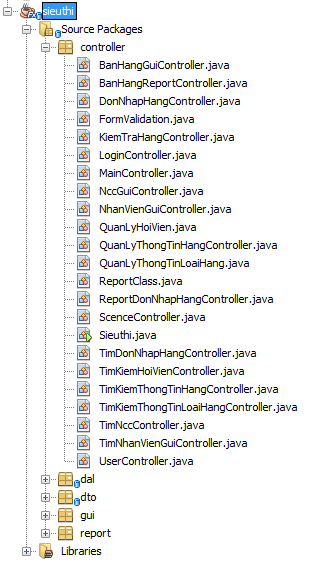 sieuthi
Source Packages
controller
BanHangGuiController.java
BanHangReportController.java
DonNhapHangController.java
FormValidation.java
KiemTraHangController.java
LoginController.java
MainController.java
NccGuiController.java
NhanVienGuiController.java
QuanLyHoiVien.java
QuanLyThongTinHangController.java
QuanLyThongTinLoaiHang.java
ReportClass.java
ReportDonNhapHangController.java
ScenceController.java
Sieuthi.java
TimDonNhapHangController.java
TimKiemHoiVienController.java
TimKiemThongTinHangController.java
TimKiemThongTinLoaiHangController.java
TimNccController.java
TimNhanVienGuiController.java
UserController.java
dal
dto
gui
report
Libraries